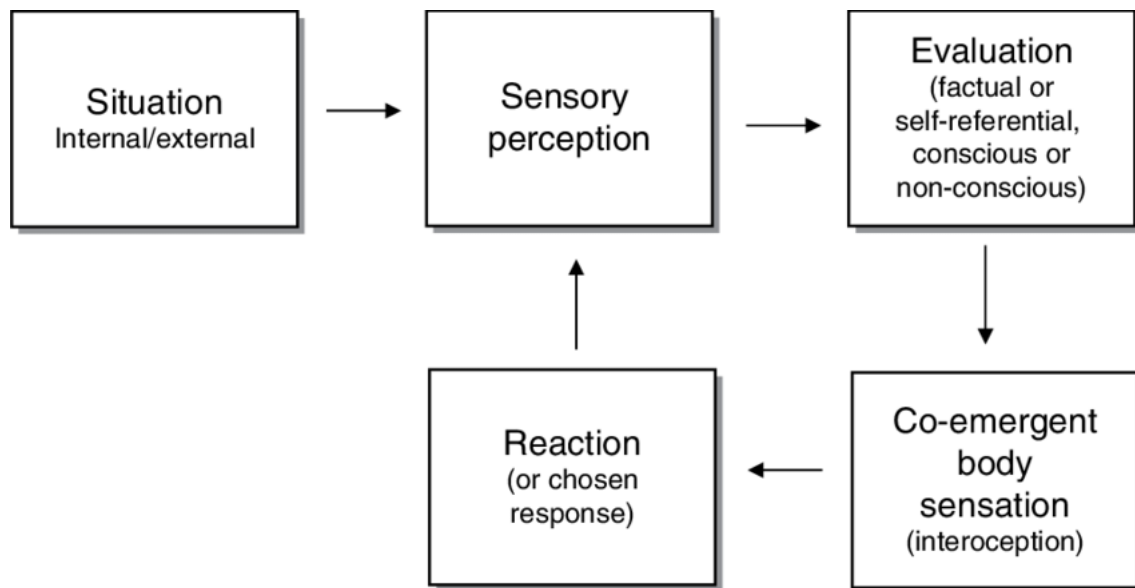 Situation
Internal/external
Sensory
perception
Evaluation
(factual or
self-referential,
conscious or
non-conscious)
Reaction
(or chosen
response)
Co-emergent
body
sensation
(interoception)